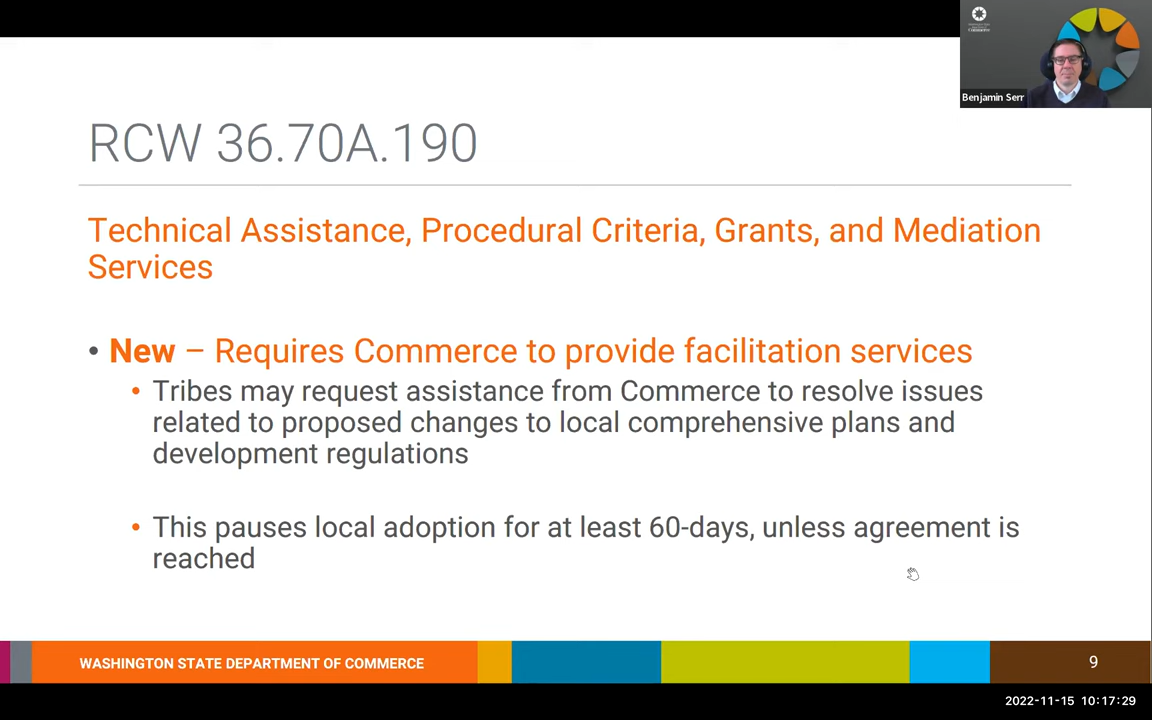 Benjamin Serr
RCW 36.70A.190
Technical Assistance, Procedural Criteria, Grants, and Mediation
Services
• New – Requires Commerce to provide facilitation services
• Tribes may request assistance from Commerce to resolve issues
related to proposed changes to local comprehensive plans and
development regulations
• This pauses local adoption for at least 60-days, unless agreement is
reached
WASHINGTON STATE DEPARTMENT OF COMMERCE
9
2022-11-15 10:17:29